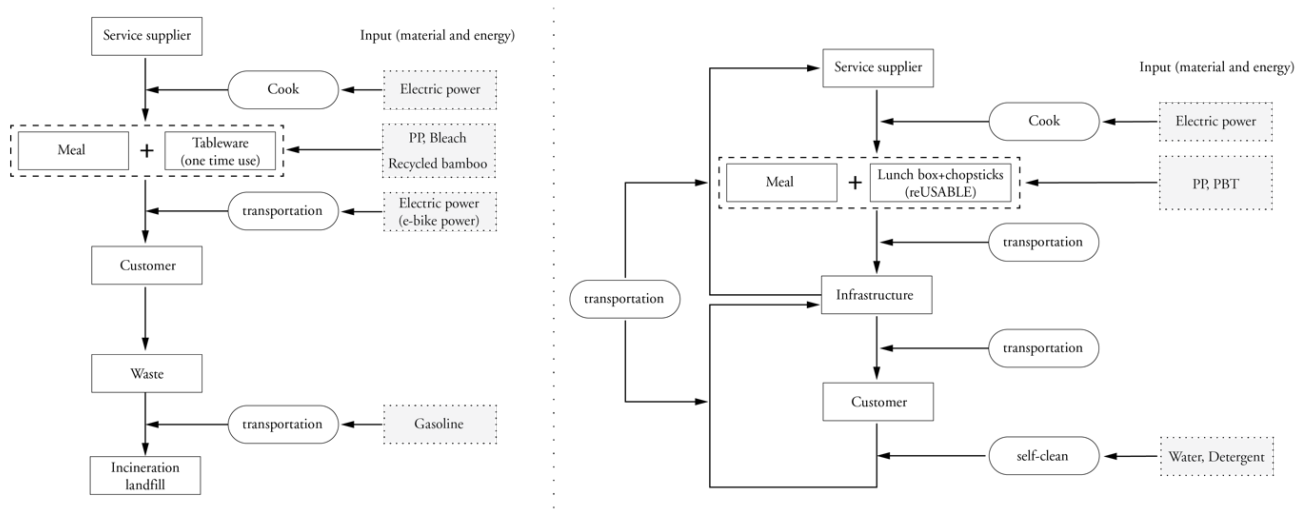 Service supplier
Input (material and energy)
Cook
Electric power
Meal
+
Tableware
(one time use)
PP, Bleach
Recycled bamboo
transportation
Electric power
(e-bike power)
Customer
Waste
transportation
Gasoline
Incineration
landfill
Service supplier
Input (material and energy)
Cook
Electric power
Meal
+
Lunch box+chopsticks
(reUSABLE)
PP, PBT
transportation
transportation
Infrastructure
transportation
Customer
self-clean
Water, Detergent